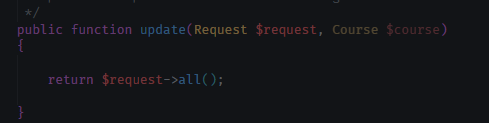 */
public function update(Request $request, Course $course)
{
return $request->all();
}